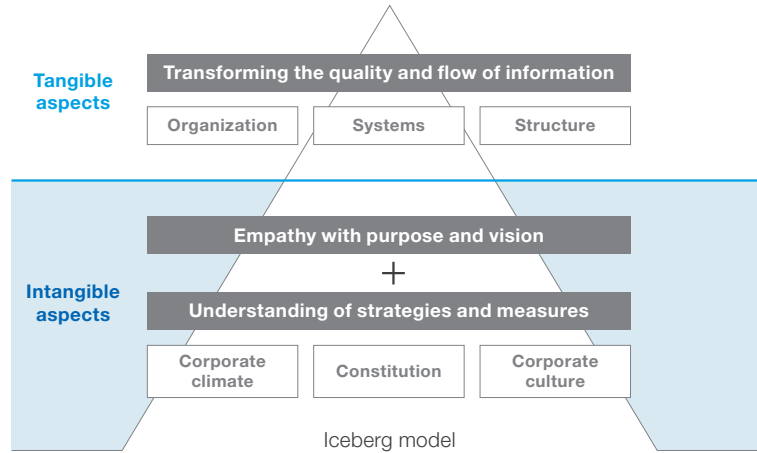 Tangible
aspects
Transforming the quality and flow of information
Organization
Systems
Structure
Intangible
aspects
Empathy with purpose and vision
+
Understanding of strategies and measures
Corporate
climate
Constitution
Corporate
culture
Iceberg model